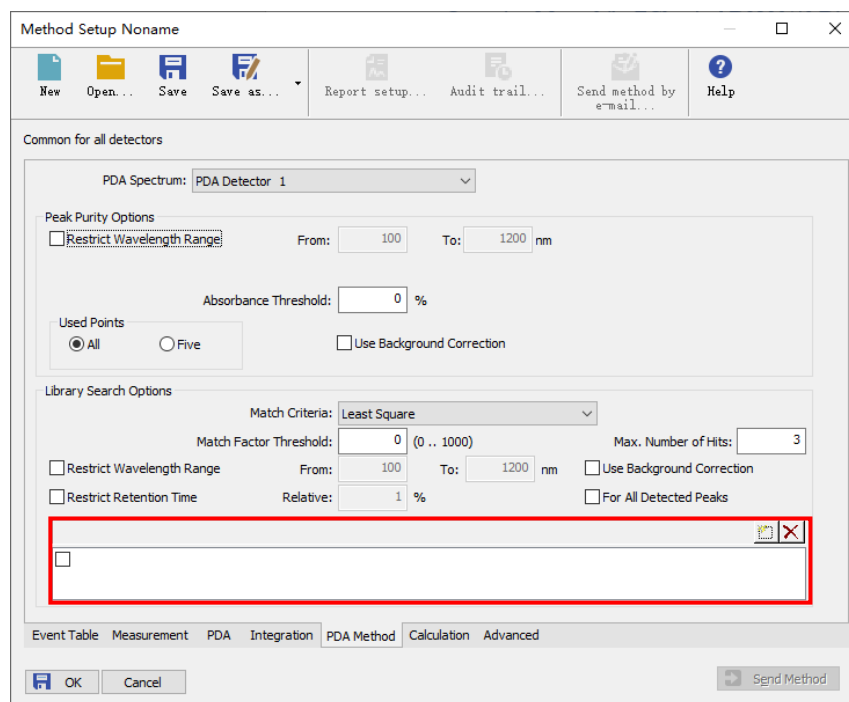 Method Setup Noname
New Open... Save Save as... Report setup... Audit trail... Send method by e-mail... Help
Common for all detectors
PDA Spectrum: PDA Detector 1
Peak Purity Options
Restrict Wavelength Range From: 100 To: 1200 nm
Absorbance Threshold: 0 %
Used Points
All Five Use Background Correction
Library Search Options
Match Criteria: Least Square
Match Factor Threshold: 0 (0 .. 1000) Max. Number of Hits: 3
Restrict Wavelength Range From: 100 To: 1200 nm Use Background Correction
Restrict Retention Time Relative: 1 % For All Detected Peaks
Event Table Measurement PDA Integration PDA Method Calculation Advanced
OK Cancel Send Method